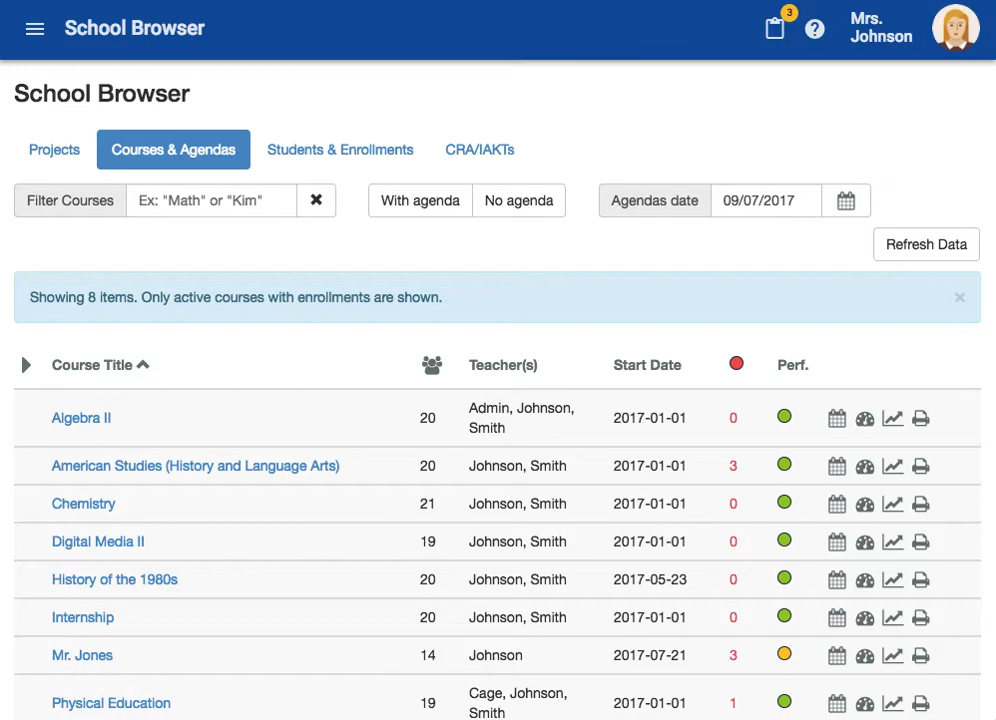 School Browser
3
?
Mrs.
Johnson
School Browser
Projects Courses & Agendas Students & Enrollments CRA/IAKTs
Filter Courses Ex: "Math" or "Kim" With agenda No agenda Agendas date 09/07/2017
Refresh Data
Showing 8 items. Only active courses with enrollments are shown. ×
Course Title Teacher(s) Start Date Perf.
Algebra II 20 Admin, Johnson, Smith 2017-01-01 0
American Studies (History and Language Arts) 20 Johnson, Smith 2017-01-01 3
Chemistry 21 Johnson, Smith 2017-01-01 0
Digital Media II 19 Johnson, Smith 2017-01-01 0
History of the 1980s 20 Johnson, Smith 2017-05-23 0
Internship 20 Johnson, Smith 2017-01-01 0
Mr. Jones 14 Johnson 2017-07-21 3
Physical Education 19 Cage, Johnson, Smith 2017-01-01 1